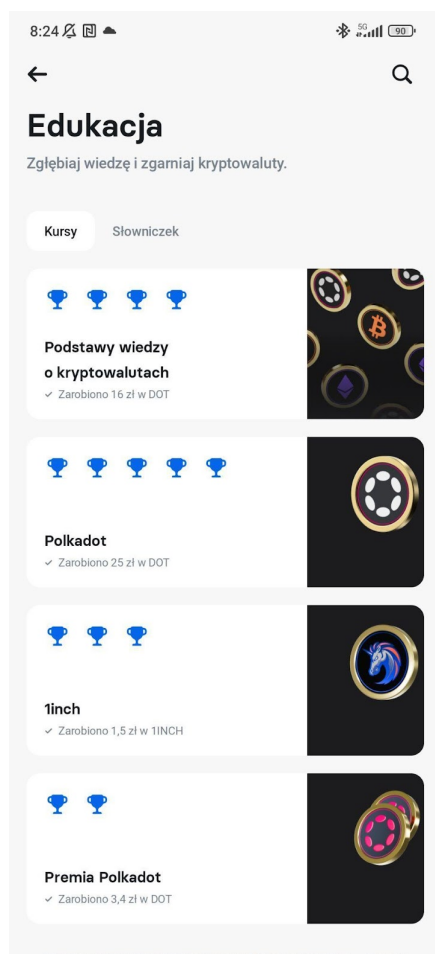 8:24
5G
90
Edukacja
Zgłębiaj wiedzę i zgarniaj kryptowaluty.
Kursy
Słowniczek
Podstawy wiedzy
o kryptowalutach
Zarobiono 16 zł w DOT
Polkadot
Zarobiono 25 zł w DOT
1inch
Zarobiono 1,5 zł w 1INCH
Premia Polkadot
Zarobiono 3,4 zł w DOT